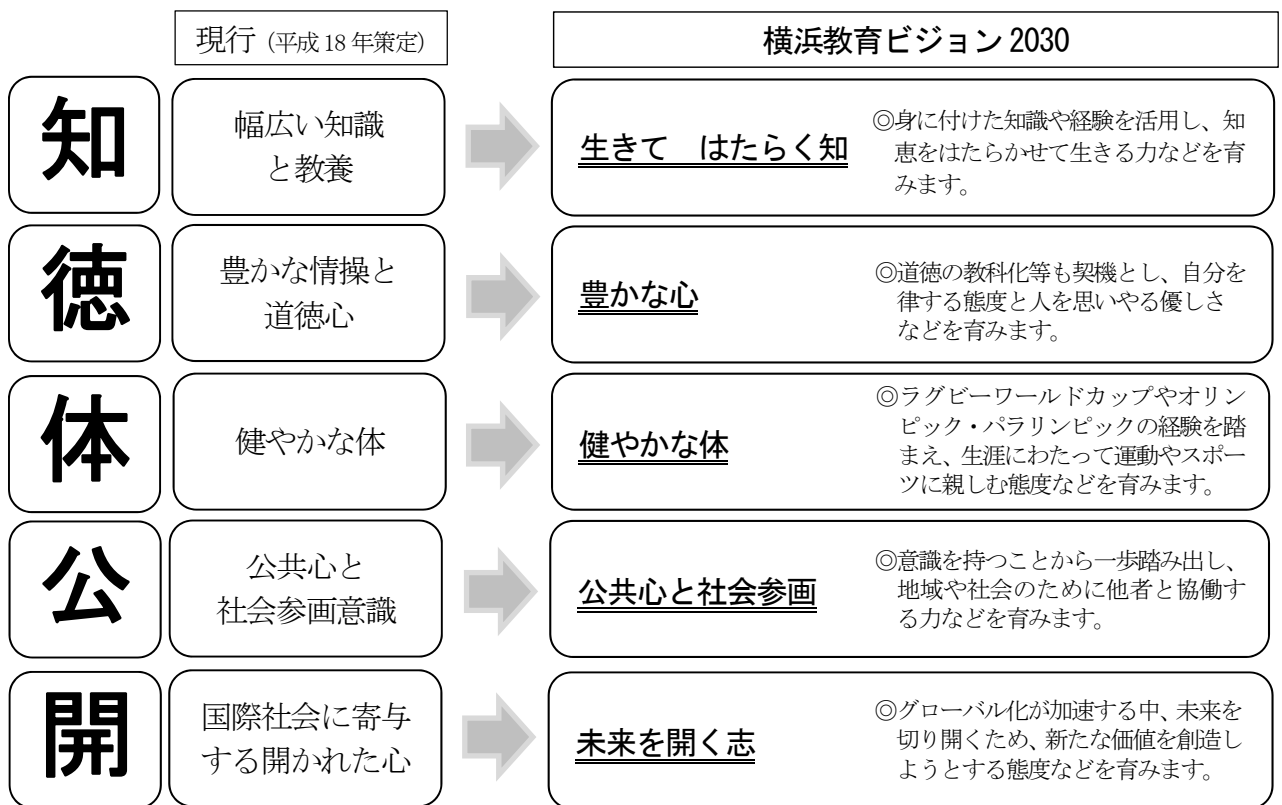 現行（平成18年策定）
横浜教育ビジョン2030
知
幅広い知識
と教養
生きて　はたらく知
◎身に付けた知識や経験を活用し、知
恵をはたらかせて生きる力などを育
みます。
徳
豊かな情操と
道徳心
豊かな心
◎道徳の教科化等も契機とし、自分を
律する態度と人を思いやる優しさ
などを育みます。
体
健やかな体
健やかな体
◎ラグビーワールドカップやオリン
ピック・パラリンピックの経験を踏
まえ、生涯にわたって運動やスポー
ツに親しむ態度などを育みます。
公
公共心と
社会参画意識
公共心と社会参画
◎意識を持つことから一歩踏み出し、
地域や社会のために他者と協働す
る力などを育みます。
開
国際社会に寄与
する開かれた心
未来を開く志
◎グローバル化が加速する中、未来を
切り開くため、新たな価値を創造し
ようとする態度などを育みます。